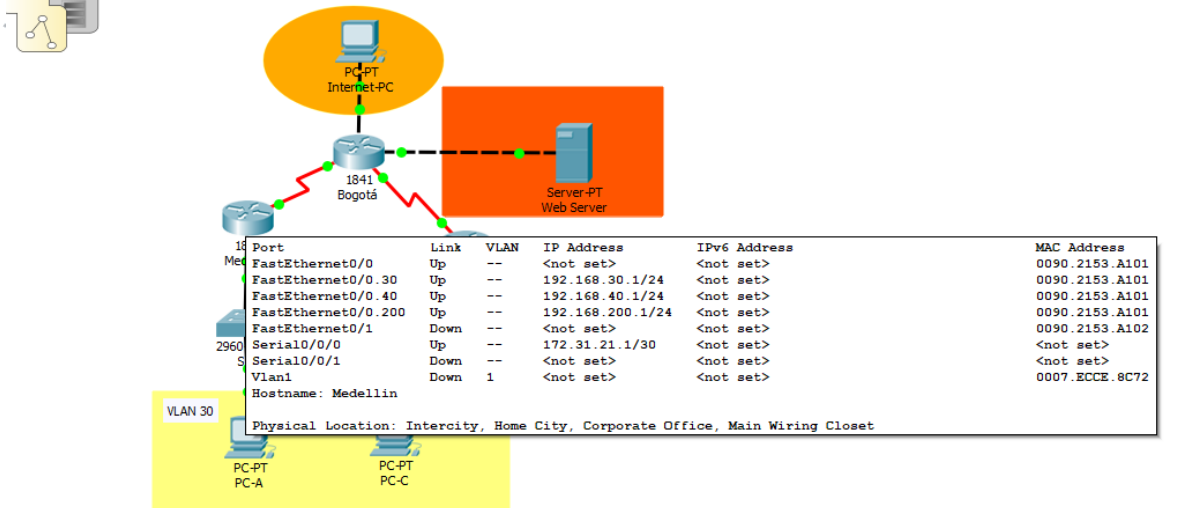 PC-PT
Internet-PC
1841
Bogotá
Server-PT
Web Server
Port Link VLAN IP Address IPv6 Address MAC Address
FastEthernet0/0 Up -- <not set> <not set> 0090.2153.A101
FastEthernet0/0.30 Up -- 192.168.30.1/24 <not set> 0090.2153.A101
FastEthernet0/0.40 Up -- 192.168.40.1/24 <not set> 0090.2153.A101
FastEthernet0/0.200 Up -- 192.168.200.1/24 <not set> 0090.2153.A101
FastEthernet0/1 Down -- <not set> <not set> 0090.2153.A102
Serial0/0/0 Up -- 172.31.21.1/30 <not set> <not set>
Serial0/0/1 Down -- <not set> <not set> <not set>
Vlan1 Down 1 <not set> <not set> 0007.ECCE.8C72
Hostname: Medellin
Physical Location: Intercity, Home City, Corporate Office, Main Wiring Closet
2960
VLAN 30
PC-PT
PC-A
PC-PT
PC-C